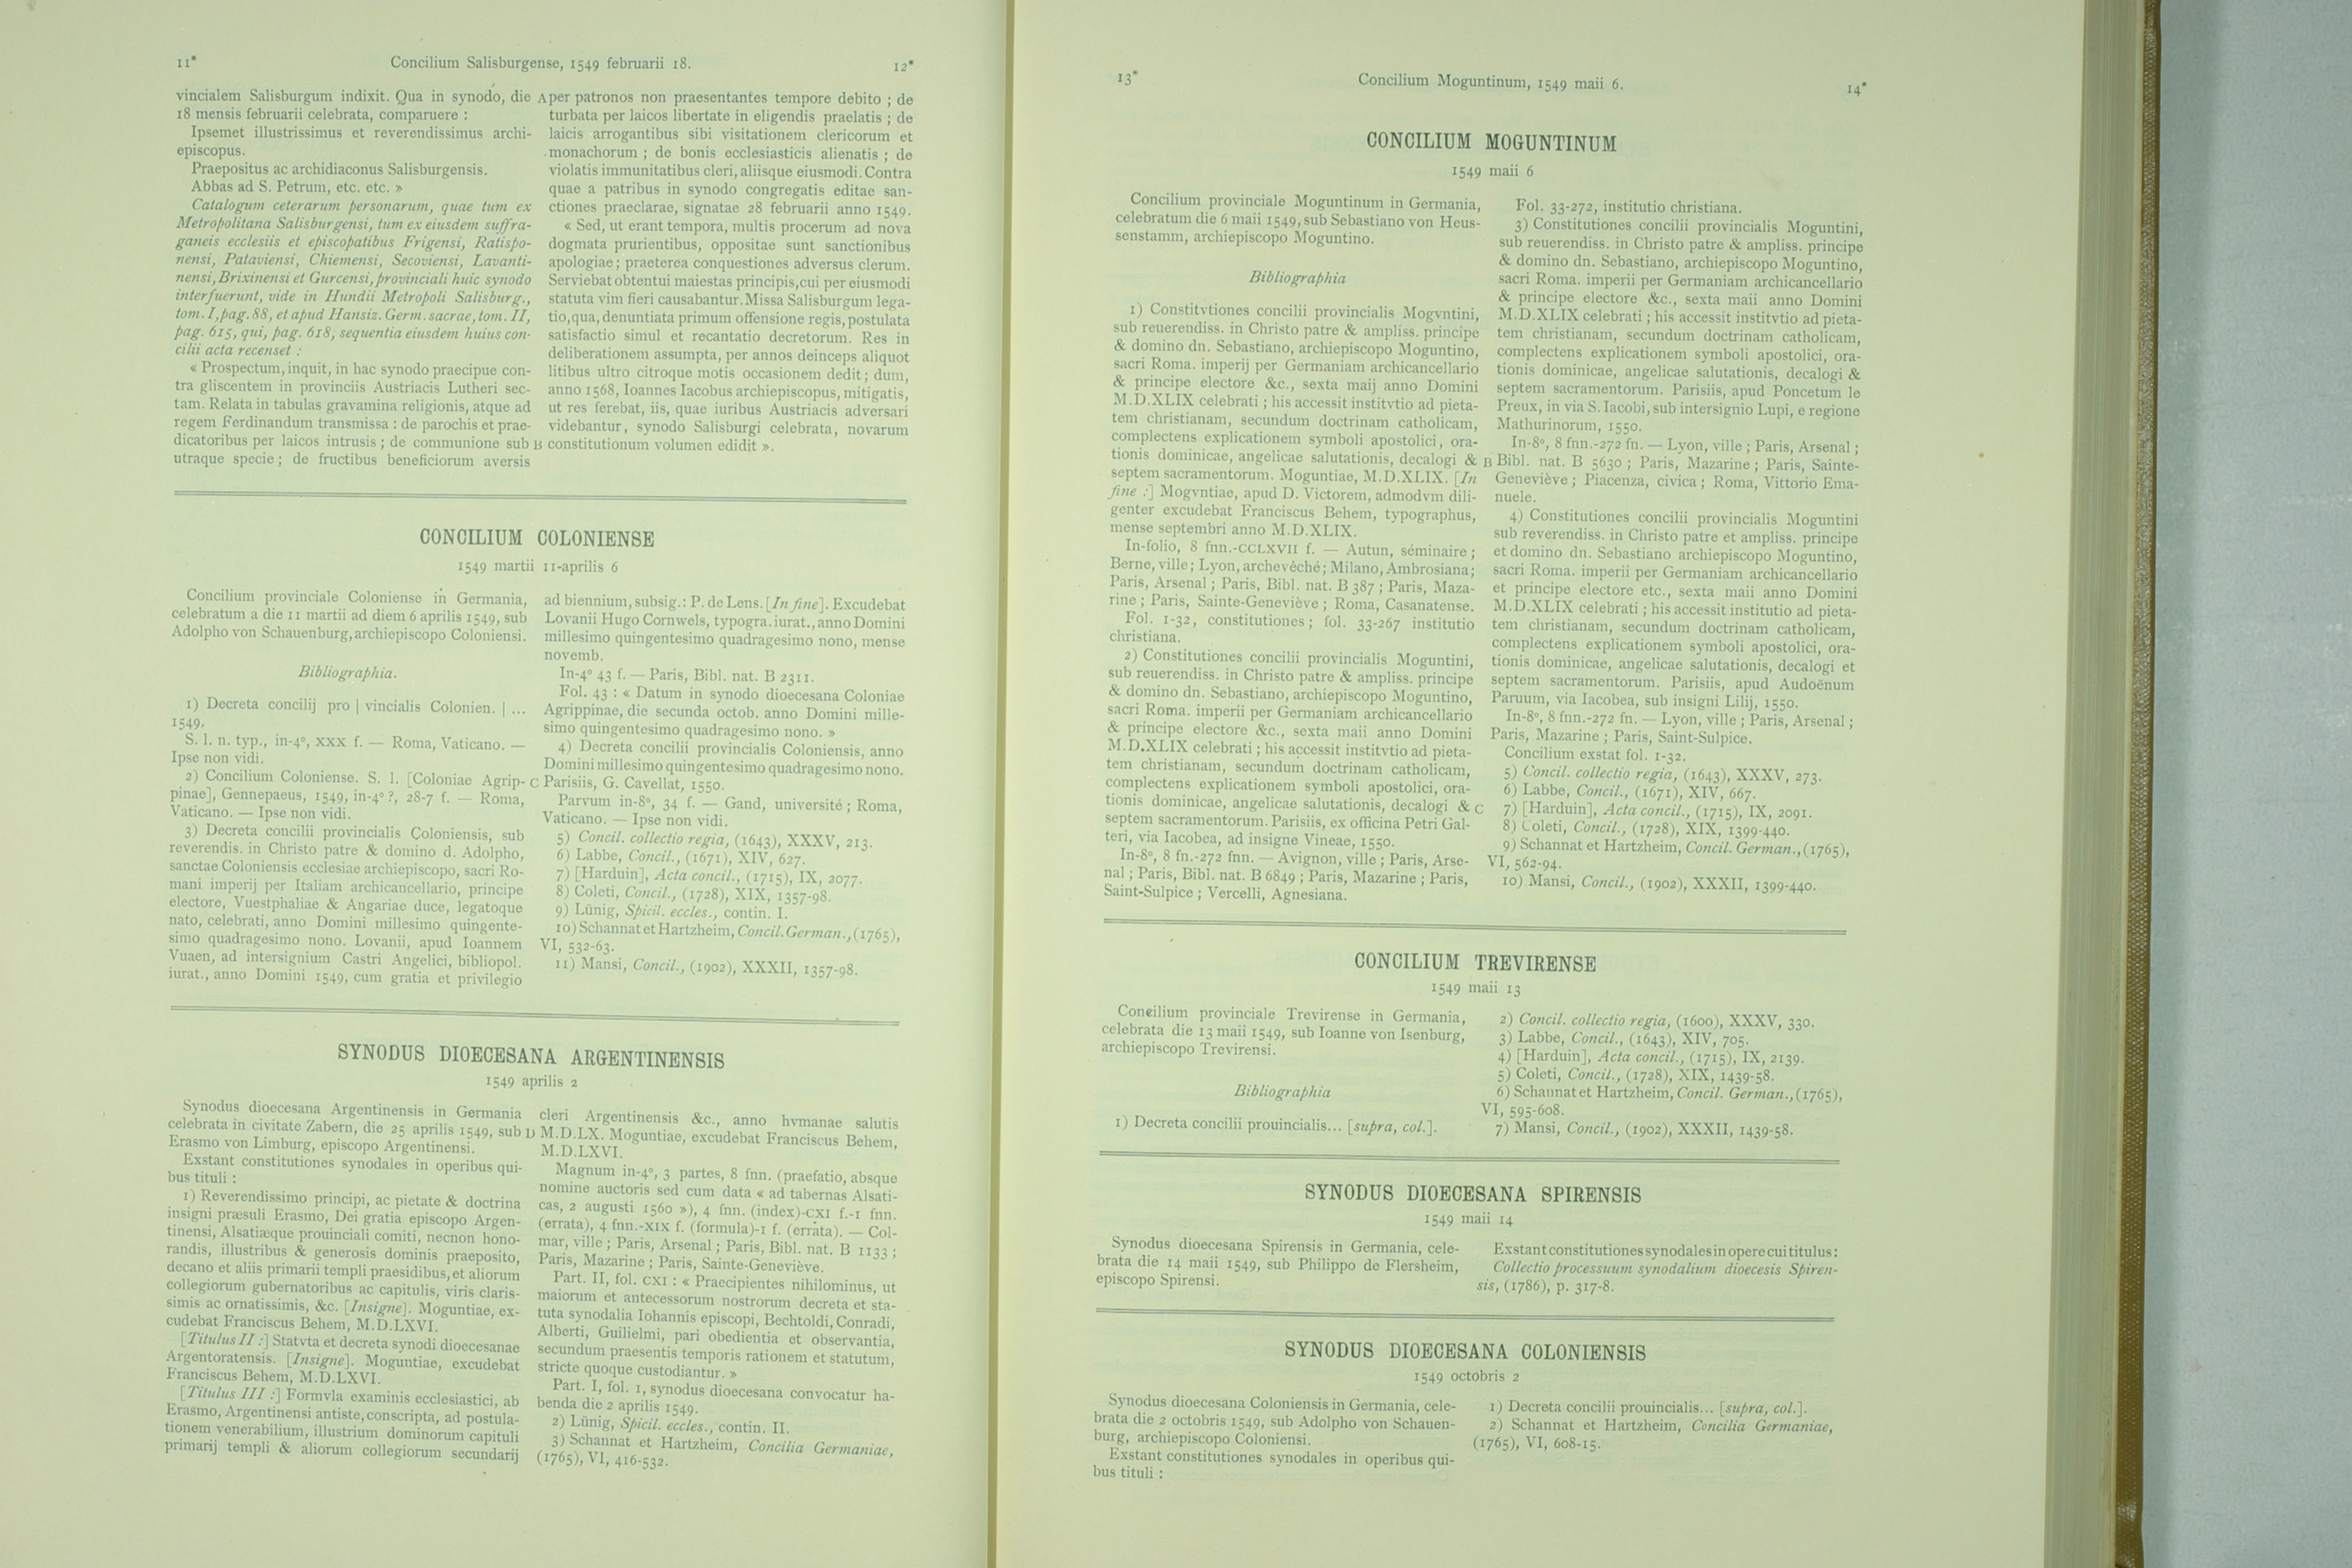 11*
Concilium Salisburgense, 1549 februarii 18.
12*
vincialem Salisburgum indixit. Qua in synodo, die
18 mensis februarii celebrata, comparuere :
Ipsemet illustrissimus et reverendissimus archi-
episcopus.
Praepositus ac archidiaconus Salisburgensis.
Abbas ad S. Petrum, etc. etc. »
Catalogum ceterarum personarum, quae tum ex
Metropolitana Salisburgensi, tum ex eiusdem suffra-
ganeis ecclesiis et episcopatibus Frigensi, Ratispo-
nensi, Pataviensi, Chiemensi, Secoviensi, Lavanti-
nensi, Brixinensi et Gurcensi, provinciali huic synodo
interfuerunt, vide in Hundii Metropoli Salisburg.,
tom. I, pag. 88, et apud Hansiz. Germ. sacrae, tom. II,
pag. 615, qui, pag. 618, sequentia eiusdem huius con-
cilii acta recenset :
« Prospectum, inquit, in hac synodo praecipue con-
tra gliscentem in provinciis Austriacis Lutheri sec-
tam. Relata in tabulas gravamina religionis, atque ad
regem Ferdinandum transmissa : de parochis et prae-
dicatoribus per laicos intrusis ; de communione sub
utraque specie ; de fructibus beneficiorum aversis
A per patronos non praesentantes tempore debito ; de
turbata per laicos libertate in eligendis praelatis ; de
laicis arrogantibus sibi visitationem clericorum et
monachorum ; de bonis ecclesiasticis alienatis ; de
violatis immunitatibus cleri, aliisque eiusmodi. Contra
quae a patribus in synodo congregatis editae san-
ctiones praeclarae, signatae 28 februarii anno 1549.
« Sed, ut erant tempora, multis procerum ad nova
dogmata prurientibus, oppositae sunt sanctionibus
apologiae ; praeterea conquestiones adversus clerum.
Serviebat obtentui maiestas principis, cui per eiusmodi
statuta vim fieri causabantur. Missa Salisburgum lega-
tio, qua, denuntiata primum offensione regis, postulata
satisfactio simul et recantatio decretorum. Res in
deliberationem assumpta, per annos deinceps aliquot
litibus ultro citroque motis occasionem dedit ; dum,
anno 1568, Ioannes Iacobus archiepiscopus, mitigatis,
ut res ferebat, iis, quae iuribus Austriacis adversari
videbantur, synodo Salisburgi celebrata, novarum
B constitutionum volumen edidit ».
CONCILIUM COLONIENSE
1549 martii 11-aprilis 6
Concilium provinciale Coloniense in Germania,
celebratum a die 11 martii ad diem 6 aprilis 1549, sub
Adolpho von Schauenburg, archiepiscopo Coloniensi.
Bibliographia.
1) Decreta concilij pro | vincialis Colonien. | ...
1549.
S. l. n. typ., in-4°, XXX f. — Roma, Vaticano. —
Ipse non vidi.
2) Concilium Coloniense. S. l. [Coloniae Agrip-
pinae], Gennepaeus, 1549, in-4° ?, 28-7 f. — Roma,
Vaticano. — Ipse non vidi.
3) Decreta concilii provincialis Coloniensis, sub
reverendis. in Christo patre & domino d. Adolpho,
sanctae Coloniensis ecclesiae archiepiscopo, sacri Ro-
mani imperij per Italiam archicancellario, principe
electore, Vuestphaliae & Angariae duce, legatoque
nato, celebrati, anno Domini millesimo quingente-
simo quadragesimo nono. Lovanii, apud Ioannem
Vuaen, ad intersignium Castri Angelici, bibliopol.
iurat., anno Domini 1549, cum gratia et privilegio
ad biennium, subsig.: P. de Lens. [In fine]. Excudebat
Lovanii Hugo Cornwels, typogra. iurat., anno Domini
millesimo quingentesimo quadragesimo nono, mense
novemb.
In-4° 43 f. — Paris, Bibl. nat. B 2311.
Fol. 43 : « Datum in synodo dioecesana Coloniae
Agrippinae, die secunda octob. anno Domini mille-
simo quingentesimo quadragesimo nono. »
4) Decreta concilii provincialis Coloniensis, anno
Domini millesimo quingentesimo quadragesimo nono.
C Parisiis, G. Cavellat, 1550.
Parvum in-8°, 34 f. — Gand, université ; Roma,
Vaticano. — Ipse non vidi.
5) Concil. collectio regia, (1643), XXXV, 213.
6) Labbe, Concil., (1671), XIV, 627.
7) [Harduin], Acta concil., (1715), IX, 2077.
8) Coleti, Concil., (1728), XIX, 1357-98.
9) Lünig, Spicil. eccles., contin. I.
10) Schannat et Hartzheim, Concil. German., (1765),
VI, 532-63.
11) Mansi, Concil., (1902), XXXII, 1357-98.
SYNODUS DIOECESANA ARGENTINENSIS
1549 aprilis 2
Synodus dioecesana Argentinensis in Germania
celebrata in civitate Zabern, die 25 aprilis 1549, sub
Erasmo von Limburg, episcopo Argentinensi.
Exstant constitutiones synodales in operibus qui-
bus tituli :
1) Reverendissimo principi, ac pietate & doctrina
insigni præsuli Erasmo, Dei gratia episcopo Argen-
tinensi, Alsatiæque prouinciali comiti, necnon hono-
randis, illustribus & generosis dominis praeposito,
decano et aliis primarii templi praesidibus, et aliorum
collegiorum gubernatoribus ac capitulis, viris claris-
simis ac ornatissimis, &c. [Insigne]. Moguntiae, ex-
cudebat Franciscus Behem, M.D.LXVI.
[Titulus II :] Statvta et decreta synodi dioecesanae
Argentoratensis. [Insigne]. Moguntiae, excudebat
Franciscus Behem, M.D.LXVI.
[Titulus III :] Formvla examinis ecclesiastici, ab
Erasmo, Argentinensi antiste, conscripta, ad postula-
tionem venerabilium, illustrium dominorum capituli
primarij templi & aliorum collegiorum secundarij
cleri Argentinensis &c., anno hvmanae salutis
D M.D.LX. Moguntiae, excudebat Franciscus Behem,
M.D.LXVI.
Magnum in-4°, 3 partes, 8 fnn. (praefatio, absque
nomine auctoris sed cum data « ad tabernas Alsati-
cas, 2 augusti 1560 »), 4 fnn. (index)-CXI f.-1 fnn.
(errata), 4 fnn.-XIX f. (formula)-1 f. (errata). — Col-
mar, ville ; Paris, Arsenal ; Paris, Bibl. nat. B 1133 ;
Paris, Mazarine ; Paris, Sainte-Geneviève.
Part. II, fol. CXI : « Praecipientes nihilominus, ut
maiorum et antecessorum nostrorum decreta et sta-
tuta synodalia Iohannis episcopi, Bechtoldi, Conradi,
Alberti, Guilielmi, pari obedientia et observantia,
secundum praesentis temporis rationem et statutum,
stricte quoque custodiantur. »
Part. I, fol. 1, synodus dioecesana convocatur ha-
benda die 2 aprilis 1549.
2) Lünig, Spicil. eccles., contin. II.
3) Schannat et Hartzheim, Concilia Germaniae,
(1765), VI, 416-532.
13*
Concilium Moguntinum, 1549 maii 6.
14*
CONCILIUM MOGUNTINUM
1549 maii 6
Concilium provinciale Moguntinum in Germania,
celebratum die 6 maii 1549, sub Sebastiano von Heus-
senstamm, archiepiscopo Moguntino.
Bibliographia
1) Constitvtiones concilii provincialis Mogvntini,
sub reuerendiss. in Christo patre & ampliss. principe
& domino dn. Sebastiano, archiepiscopo Moguntino,
sacri Roma. imperij per Germaniam archicancellario
& principe electore &c., sexta maij anno Domini
M.D.XLIX celebrati ; his accessit institvtio ad pieta-
tem christianam, secundum doctrinam catholicam,
complectens explicationem symboli apostolici, ora-
tionis dominicae, angelicae salutationis, decalogi &
septem sacramentorum. Moguntiae, M.D.XLIX. [In
fine :] Mogvntiae, apud D. Victorem, admodvm dili-
genter excudebat Franciscus Behem, typographus,
mense septembri anno M.D.XLIX.
In-folio, 8 fnn.-CCLXVII f. — Autun, séminaire ;
Berne, ville ; Lyon, archevêché ; Milano, Ambrosiana ;
Paris, Arsenal ; Paris, Bibl. nat. B 387 ; Paris, Maza-
rine ; Paris, Sainte-Geneviève ; Roma, Casanatense.
Fol. 1-32, constitutiones ; fol. 33-267 institutio
christiana.
2) Constitutiones concilii provincialis Moguntini,
sub reuerendiss. in Christo patre & ampliss. principe
& domino dn. Sebastiano, archiepiscopo Moguntino,
sacri Roma. imperii per Germaniam archicancellario
& principe electore &c., sexta maii anno Domini
M.D.XLIX celebrati ; his accessit institvtio ad pieta-
tem christianam, secundum doctrinam catholicam,
complectens explicationem symboli apostolici, ora-
tionis dominicae, angelicae salutationis, decalogi &
septem sacramentorum. Parisiis, ex officina Petri Gal-
teri, via Iacobea, ad insigne Vineae, 1550.
In-8°, 8 fn.-272 fnn. — Avignon, ville ; Paris, Arse-
nal ; Paris, Bibl. nat. B 6849 ; Paris, Mazarine ; Paris,
Saint-Sulpice ; Vercelli, Agnesiana.
Fol. 33-272, institutio christiana.
3) Constitutiones concilii provincialis Moguntini,
sub reuerendiss. in Christo patre & ampliss. principe
& domino dn. Sebastiano, archiepiscopo Moguntino,
sacri Roma. imperii per Germaniam archicancellario
& principe electore &c., sexta maii anno Domini
M.D.XLIX celebrati ; his accessit institvtio ad pieta-
tem christianam, secundum doctrinam catholicam,
complectens explicationem symboli apostolici, ora-
tionis dominicae, angelicae salutationis, decalogi &
septem sacramentorum. Parisiis, apud Poncetum le
Preux, in via S. Iacobi, sub intersignio Lupi, e regione
Mathurinorum, 1550.
In-8°, 8 fnn.-272 fn. — Lyon, ville ; Paris, Arsenal ;
B Bibl. nat. B 5630 ; Paris, Mazarine ; Paris, Sainte-
Geneviève ; Piacenza, civica ; Roma, Vittorio Ema-
nuele.
4) Constitutiones concilii provincialis Moguntini
sub reverendiss. in Christo patre et ampliss. principe
et domino dn. Sebastiano archiepiscopo Moguntino,
sacri Roma. imperii per Germaniam archicancellario
et principe electore etc., sexta maii anno Domini
M.D.XLIX celebrati ; his accessit institutio ad pieta-
tem christianam, secundum doctrinam catholicam,
complectens explicationem symboli apostolici, ora-
tionis dominicae, angelicae salutationis, decalogi et
septem sacramentorum. Parisiis, apud Audoënum
Paruum, via Iacobea, sub insigni Lilij, 1550.
In-8°, 8 fnn.-272 fn. — Lyon, ville ; Paris, Arsenal ;
Paris, Mazarine ; Paris, Saint-Sulpice.
Concilium exstat fol. 1-32.
5) Concil. collectio regia, (1643), XXXV, 273.
6) Labbe, Concil., (1671), XIV, 667.
C 7) [Harduin], Acta concil., (1715), IX, 2091.
8) Coleti, Concil., (1728), XIX, 1399-440.
9) Schannat et Hartzheim, Concil. German., (1765),
VI, 562-94.
10) Mansi, Concil., (1902), XXXII, 1399-440.
CONCILIUM TREVIRENSE
1549 maii 13
Concilium provinciale Trevirense in Germania,
celebrata die 13 maii 1549, sub Ioanne von Isenburg,
archiepiscopo Trevirensi.
Bibliographia
1) Decreta concilii prouincialis... [supra, col.].
2) Concil. collectio regia, (1600), XXXV, 330.
3) Labbe, Concil., (1643), XIV, 705.
4) [Harduin], Acta concil., (1715), IX, 2139.
5) Coleti, Concil., (1728), XIX, 1439-58.
6) Schannat et Hartzheim, Concil. German., (1765),
VI, 595-608.
7) Mansi, Concil., (1902), XXXII, 1439-58.
SYNODUS DIOECESANA SPIRENSIS
1549 maii 14
Synodus dioecesana Spirensis in Germania, cele-
brata die 14 maii 1549, sub Philippo de Flersheim,
episcopo Spirensi.
Exstant constitutiones synodales in opere cui titulus :
Collectio processuum synodalium dioecesis Spiren-
sis, (1786), p. 317-8.
SYNODUS DIOECESANA COLONIENSIS
1549 octobris 2
Synodus dioecesana Coloniensis in Germania, cele-
brata die 2 octobris 1549, sub Adolpho von Schauen-
burg, archiepiscopo Coloniensi.
Exstant constitutiones synodales in operibus qui-
bus tituli :
1) Decreta concilii prouincialis... [supra, col.].
2) Schannat et Hartzheim, Concilia Germaniae,
(1765), VI, 608-15.